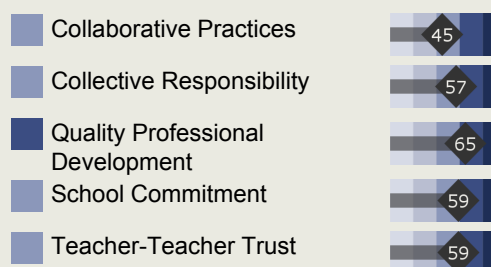 Collaborative Practices 45
Collective Responsibility 57
Quality Professional
Development 65
School Commitment 59
Teacher-Teacher Trust 59